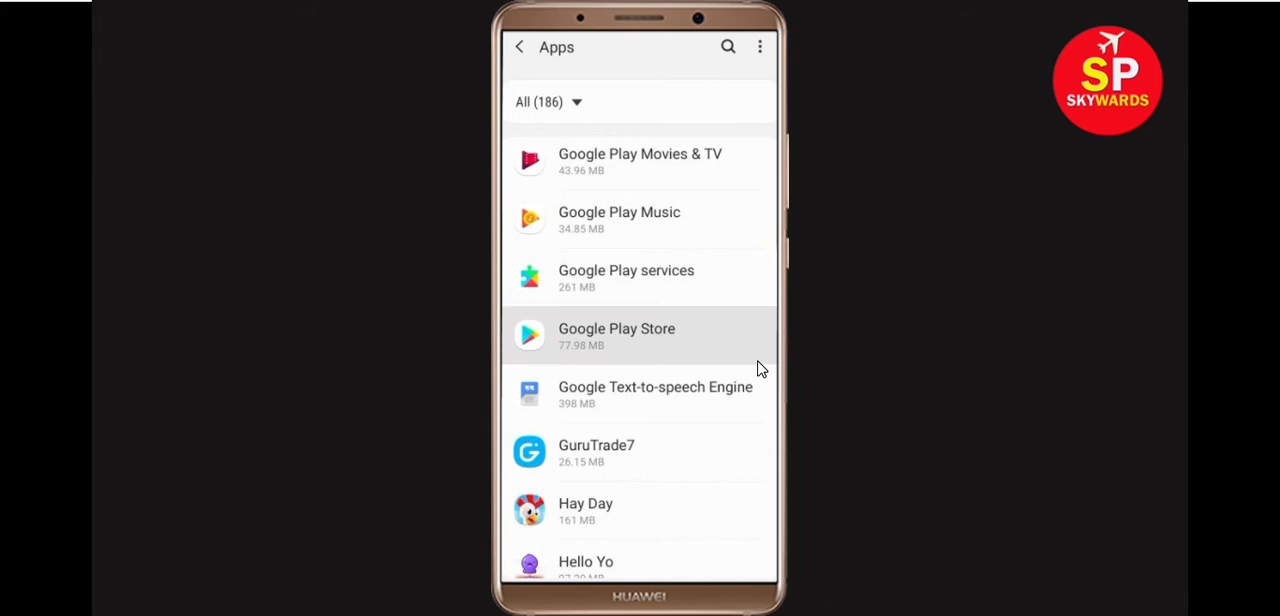 Apps
SP
SKYWARDS
All (186)
Google Play Movies & TV
43.96 MB
Google Play Music
34.85 MB
Google Play services
261 MB
Google Play Store
77.98 MB
Google Text-to-speech Engine
398 MB
GuruTrade7
26.15 MB
Hay Day
161 MB
Hello Yo
HUAWEI